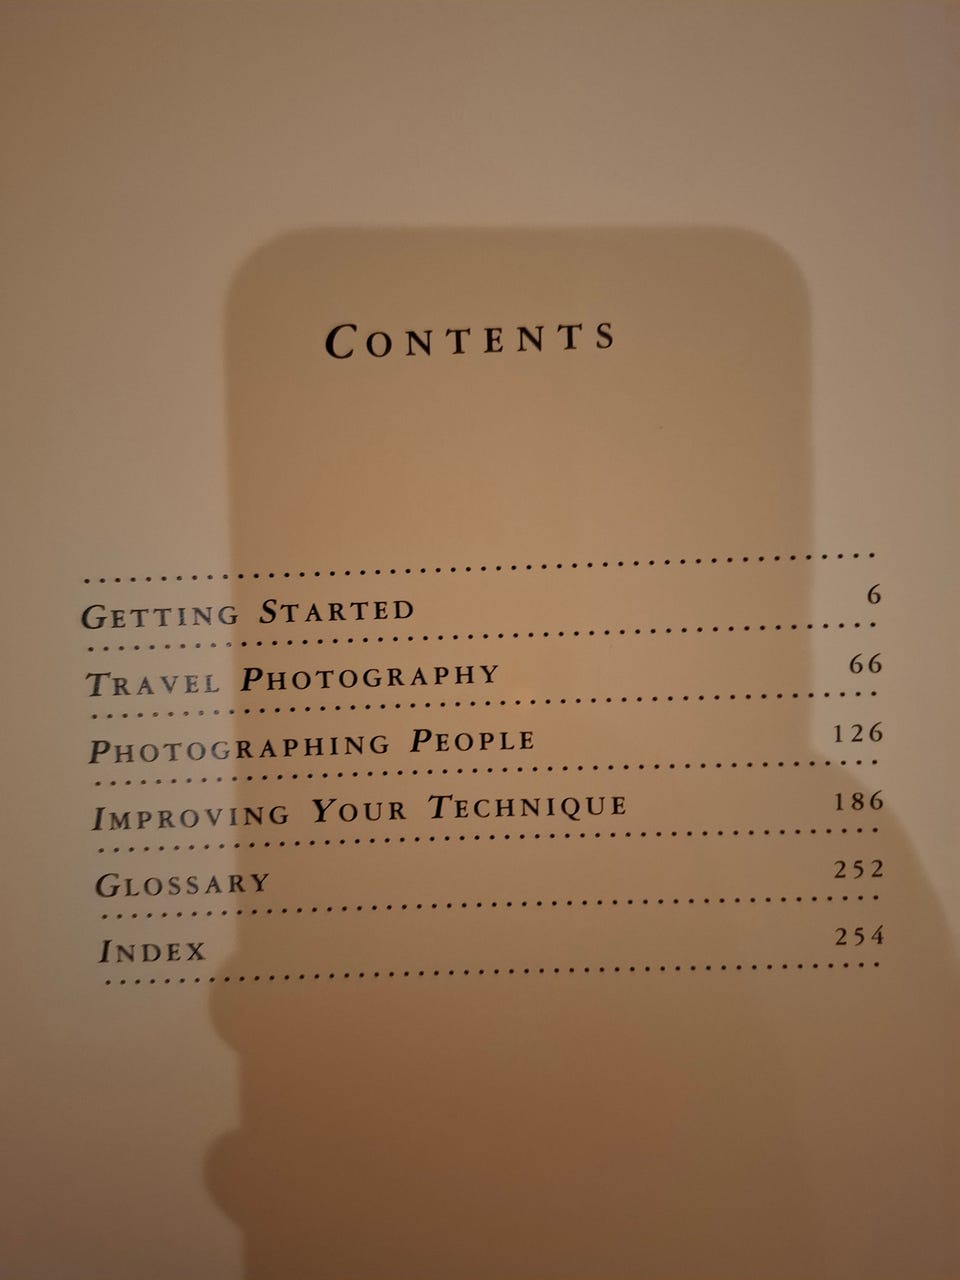 CONTENTS
GETTING STARTED 6
TRAVEL PHOTOGRAPHY 66
PHOTOGRAPHING PEOPLE 126
IMPROVING YOUR TECHNIQUE 186
GLOSSARY 252
INDEX 254